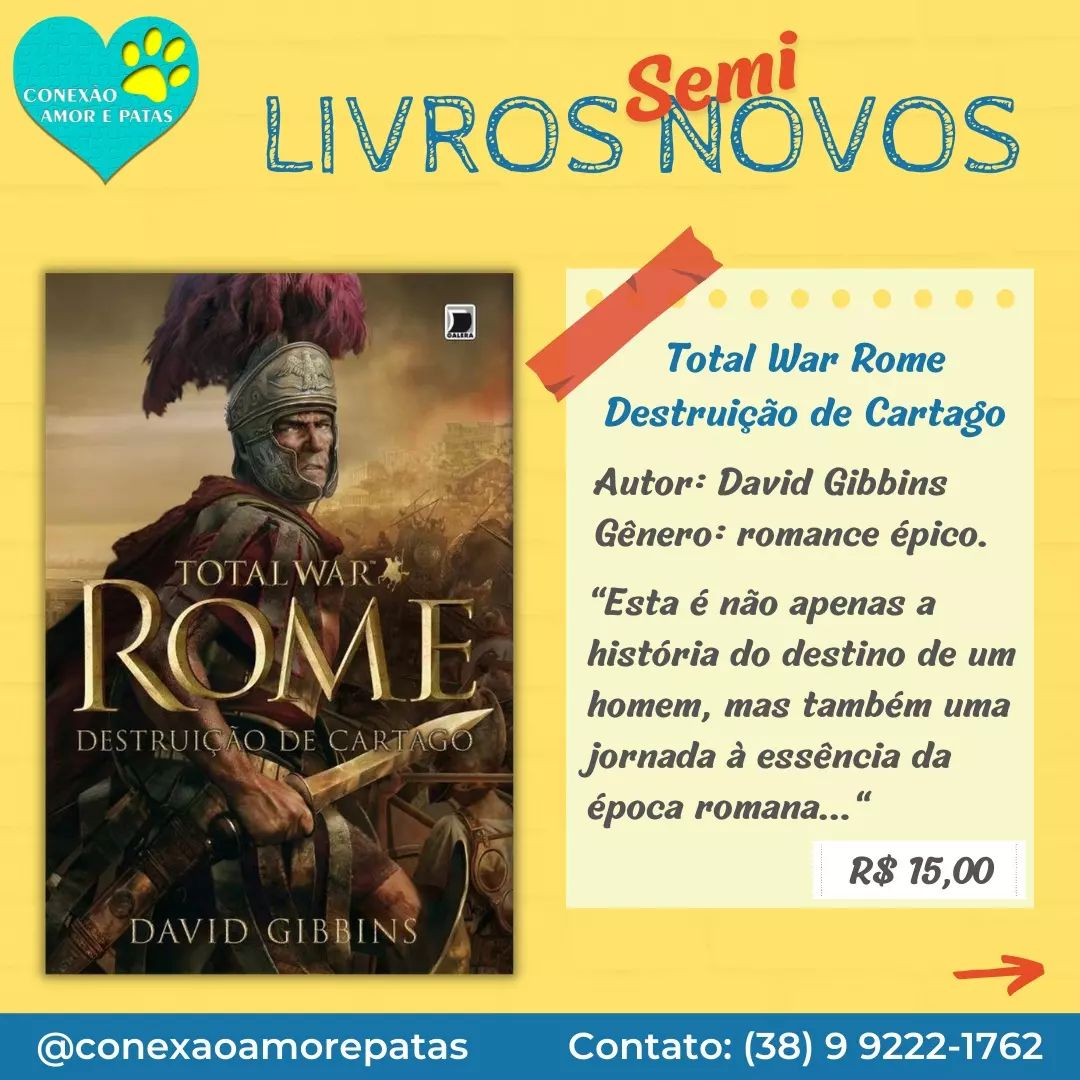 CONEXÃO
AMOR E PATAS
LIVROS Semi NOVOS
GALERA
TOTAL WAR
ROME
DESTRUIÇÃO DE CARTAGO
DAVID GIBBINS
Total War Rome
Destruição de Cartago
Autor: David Gibbins
Gênero: romance épico.
“Esta é não apenas a
história do destino de um
homem, mas também uma
jornada à essência da
época romana...“
R$ 15,00
@conexaoamorepatas
Contato: (38) 9 9222-1762